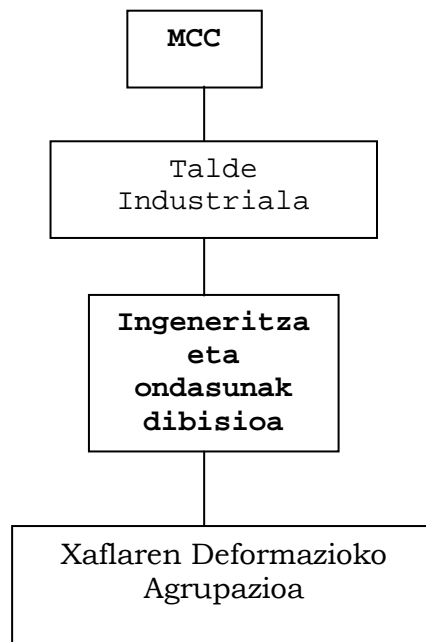 MCC
Talde
Industriala
Ingeneritza
eta
ondasunak
dibisioa
Xaflaren Deformazioko
Agrupazioa